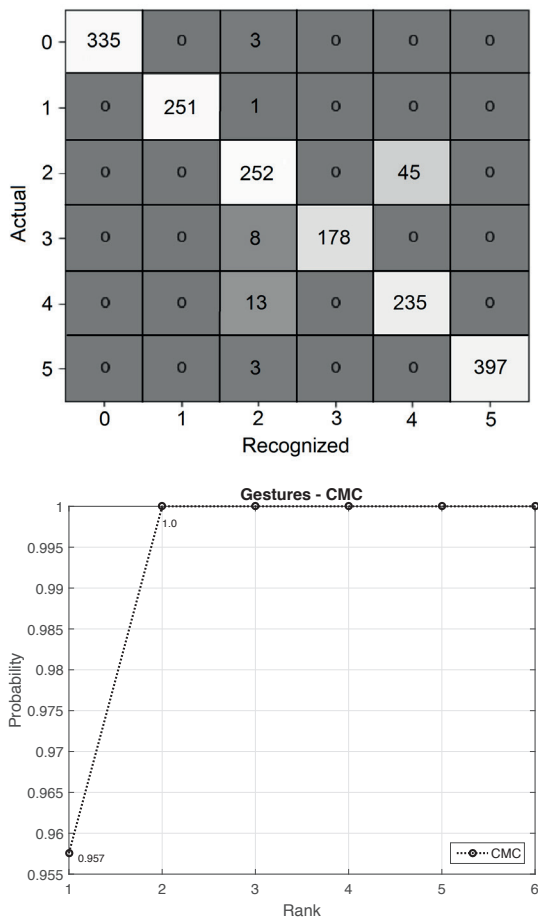 0 335 0 3 0 0 0
1 0 251 1 0 0 0
2 0 0 252 0 45 0
Actual
3 0 0 8 178 0 0
4 0 0 13 0 235 0
5 0 0 3 0 0 397
0 1 2 3 4 5
Recognized
Gestures - CMC
1
1.0
0.995
0.99
0.985
0.98
Probability
0.975
0.97
0.965
0.96
0.957
CMC
0.955
1 2 3 4 5 6
Rank